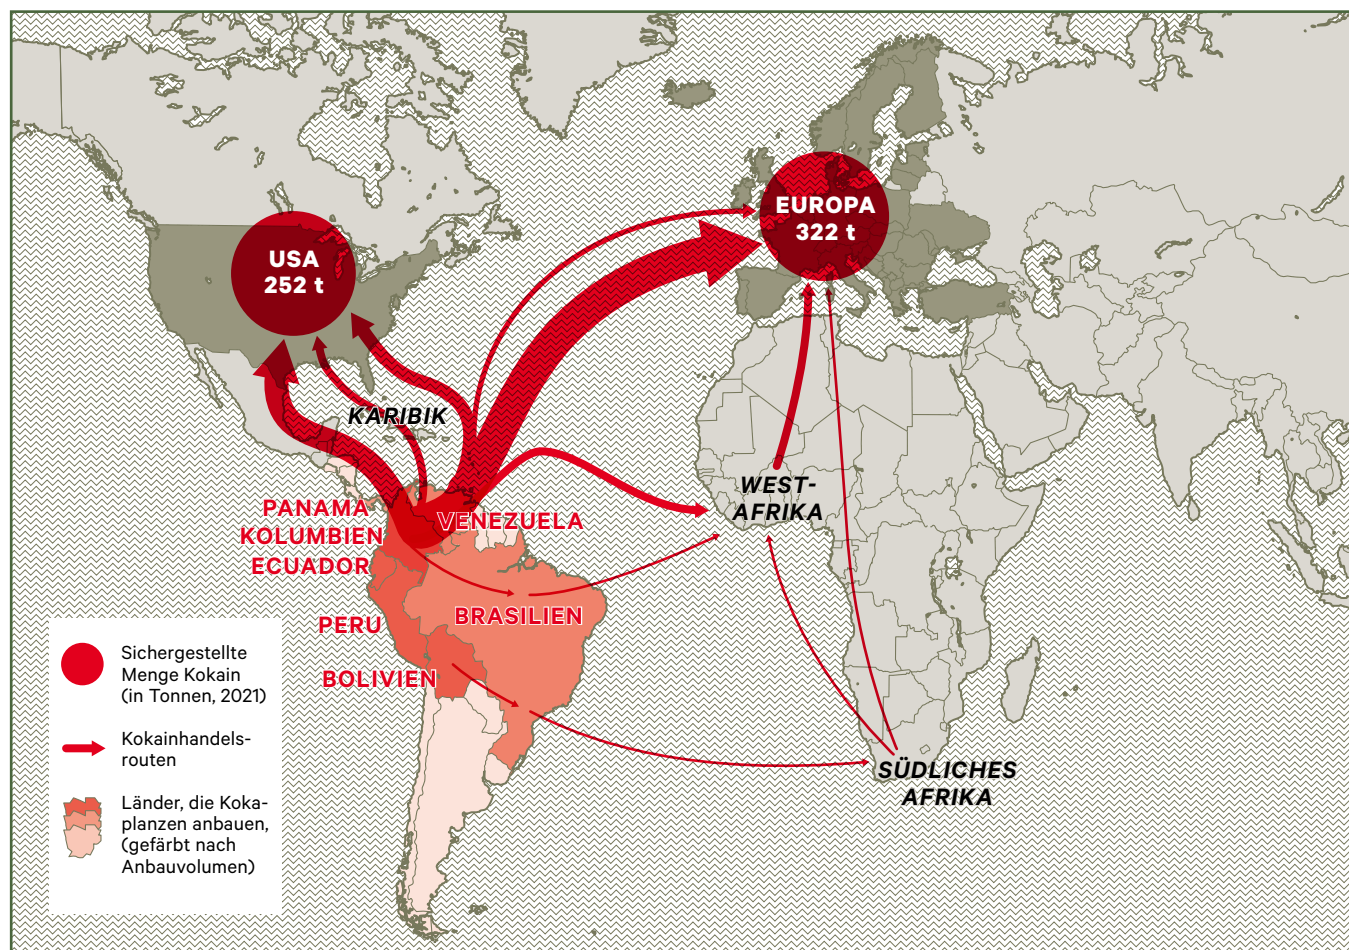 EUROPA
322 t
USA
252 t
KARIBIK
WEST-
AFRIKA
PANAMA
KOLUMBIEN
ECUADOR
VENEZUELA
PERU
BRASILIEN
BOLIVIEN
SÜDLICHES
AFRIKA
Sichergestellte
Menge Kokain
(in Tonnen, 2021)
Kokainhandels-
routen
Länder, die Koka-
planzen anbauen,
(gefärbt nach
Anbauvolumen)